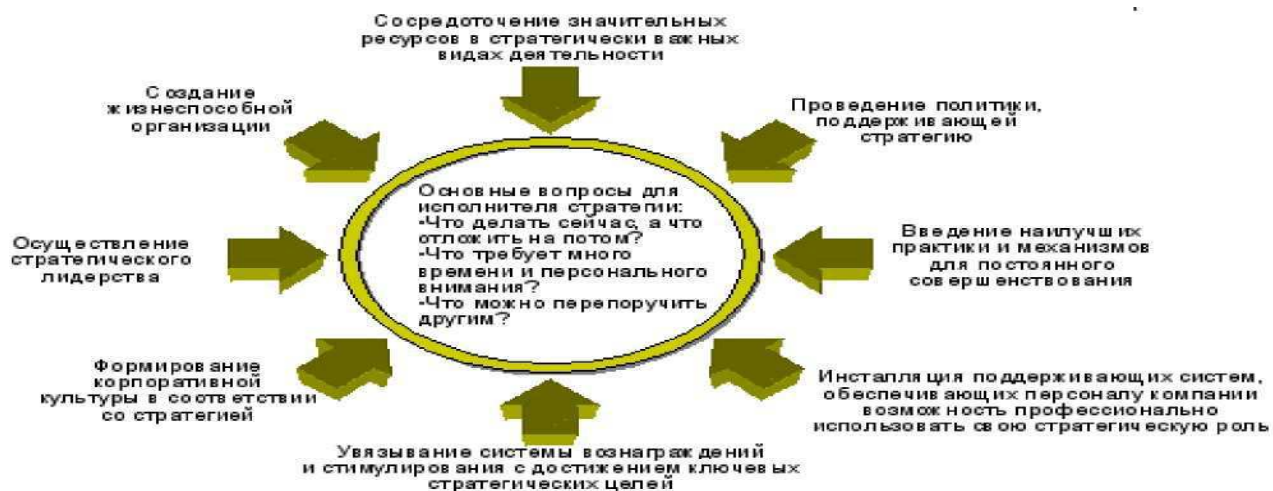 Сосредоточение значительных
ресурсов в стратегически важных
видах деятельности
Создание
жизнеспособной
организации
Проведение политики,
поддерживающей
стратегию
Основные вопросы для
исполнителя стратегии:
-Что делать сейчас, а что
отложить на потом?
-Что требует много
времени и персонального
внимания?
-Что можно перепоручить
другим?
Осуществление
стратегического
лидерства
Введение наилучших
практики и механизмов
для постоянного
совершенствования
Формирование
корпоративной
культуры в соответствии
со стратегией
Инсталляция поддерживающих систем,
обеспечивающих персоналу компании
возможность профессионально
использовать свою стратегическую роль
Увязывание системы вознаграждений
и стимулирования с достижением ключевых
стратегических целей